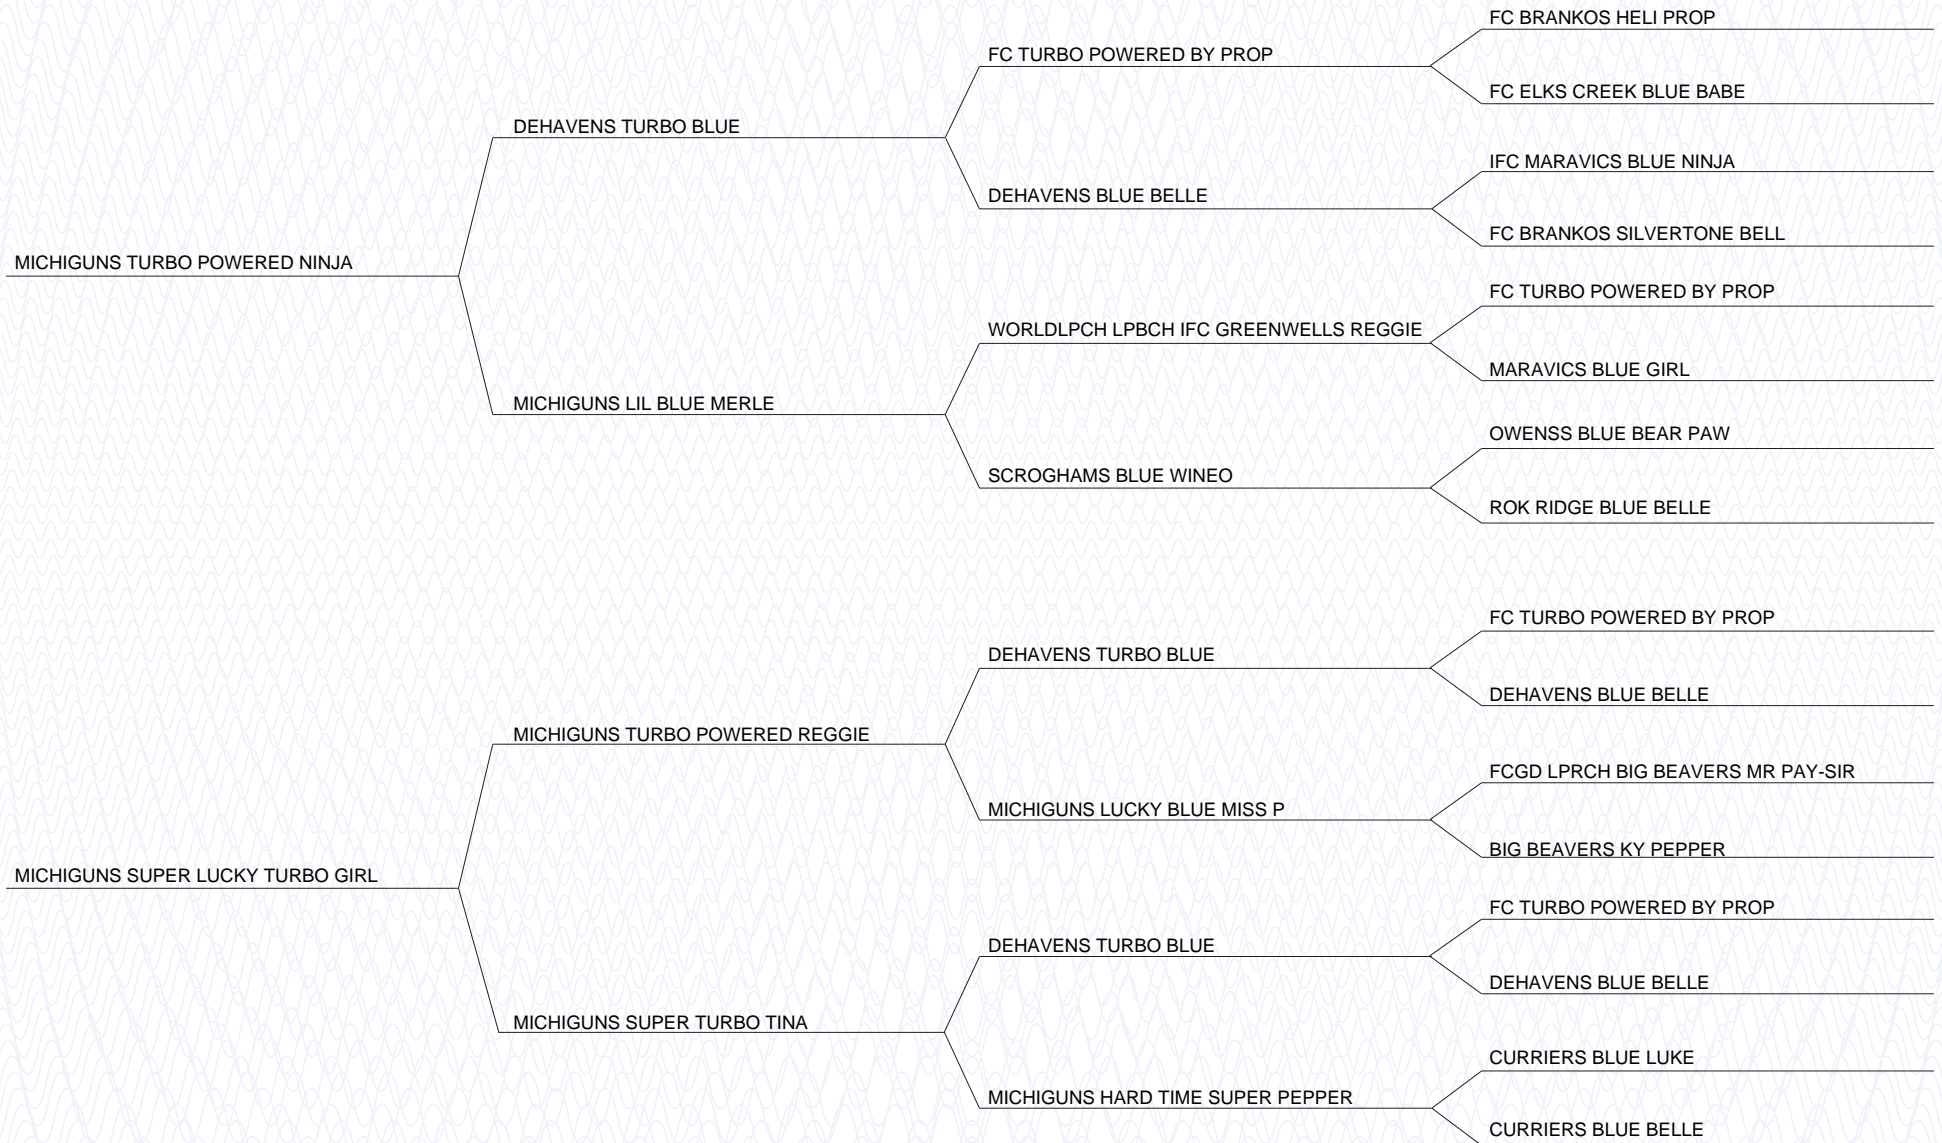 FC BRANKOS HELI PROP
FC TURBO POWERED BY PROP
FC ELKS CREEK BLUE BABE
DEHAVENS TURBO BLUE
IFC MARAVICS BLUE NINJA
DEHAVENS BLUE BELLE
FC BRANKOS SILVERTONE BELL
MICHIGUNS TURBO POWERED NINJA
FC TURBO POWERED BY PROP
WORLDLPCH LPBCH IFC GREENWELLS REGGIE
MARAVICS BLUE GIRL
MICHIGUNS LIL BLUE MERLE
OWENSS BLUE BEAR PAW
SCROGHAMS BLUE WINEO
ROK RIDGE BLUE BELLE
FC TURBO POWERED BY PROP
DEHAVENS TURBO BLUE
DEHAVENS BLUE BELLE
MICHIGUNS TURBO POWERED REGGIE
FCGD LPRCH BIG BEAVERS MR PAY-SIR
MICHIGUNS LUCKY BLUE MISS P
BIG BEAVERS KY PEPPER
MICHIGUNS SUPER LUCKY TURBO GIRL
FC TURBO POWERED BY PROP
DEHAVENS TURBO BLUE
DEHAVENS BLUE BELLE
MICHIGUNS SUPER TURBO TINA
CURRIERS BLUE LUKE
MICHIGUNS HARD TIME SUPER PEPPER
CURRIERS BLUE BELLE